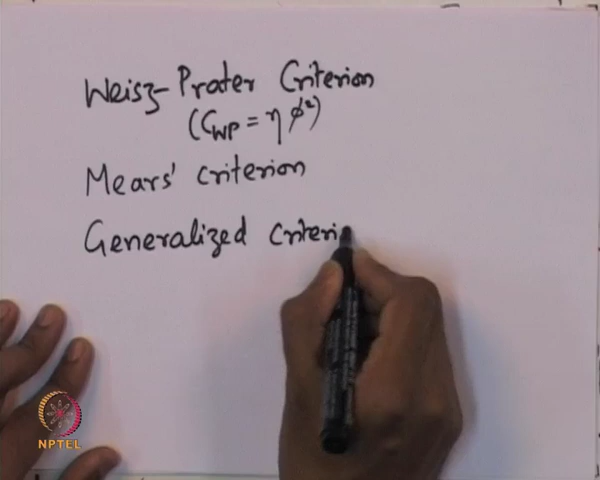 Weisz-Prater Criterion
(C_WP = η φ²)
Mears' criterion
Generalized criteri
NPTEL